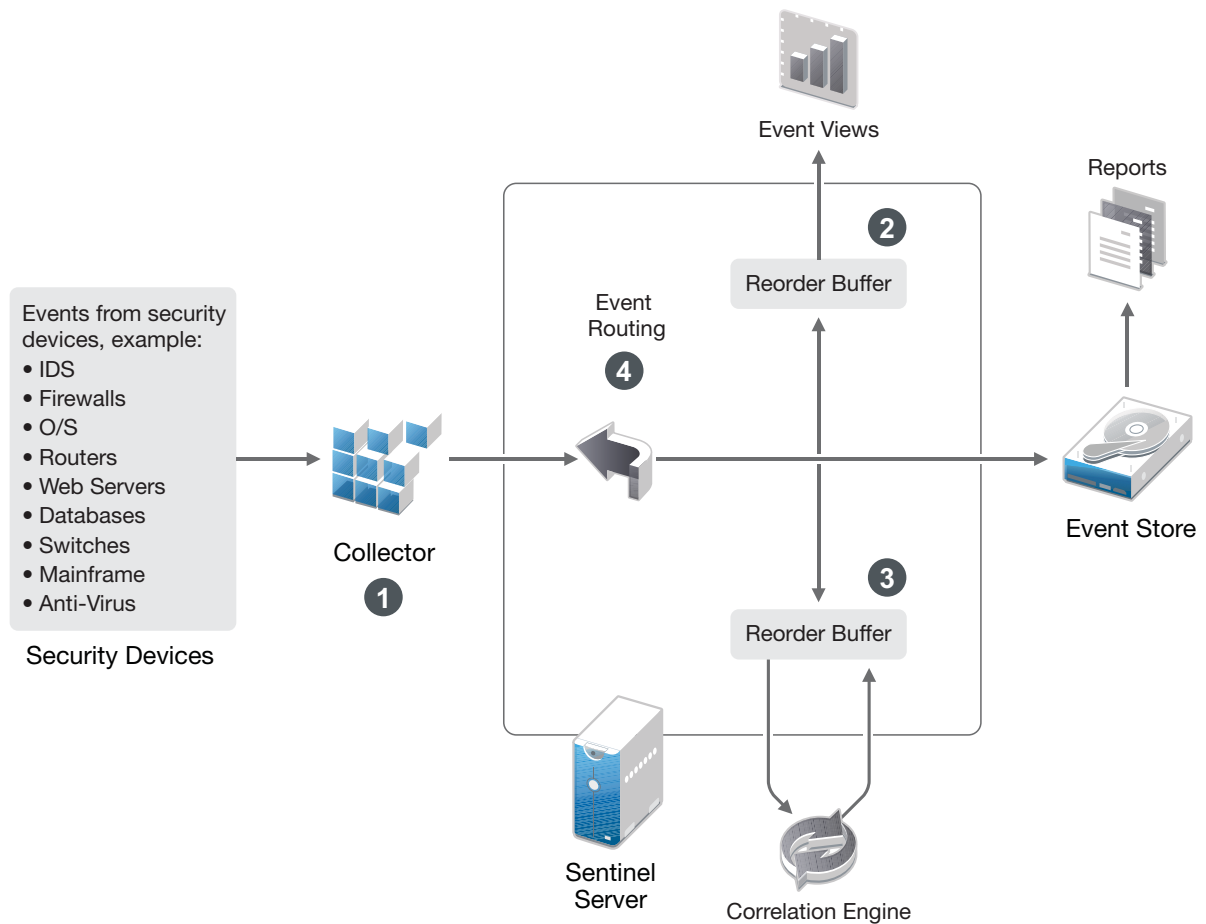 Event Views
Reports
2
Reorder Buffer
Events from security
devices, example:
• IDS
• Firewalls
• O/S
• Routers
• Web Servers
• Databases
• Switches
• Mainframe
• Anti-Virus
Security Devices
Event
Routing
4
Collector
1
Event Store
3
Reorder Buffer
Sentinel
Server
Correlation Engine